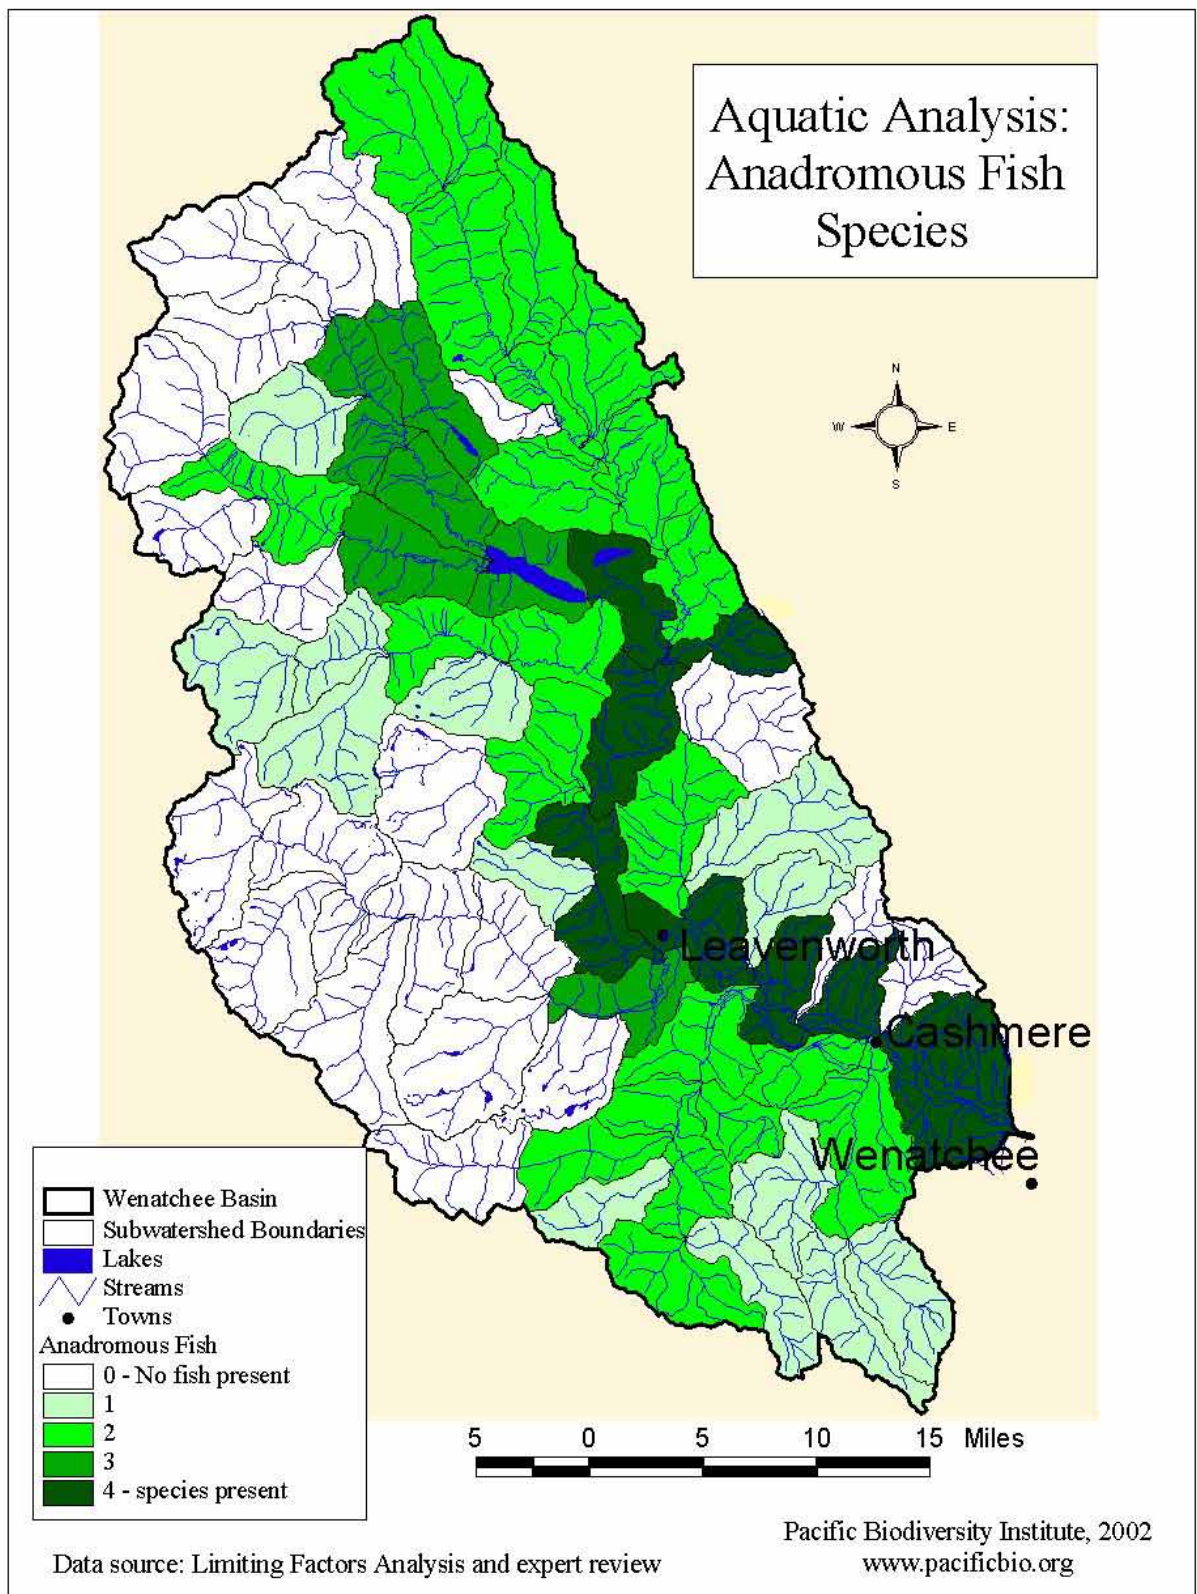 Aquatic Analysis:
Anadromous Fish
Species
N
W
E
S
Leavenworth
Cashmere
Wenatchee
Wenatchee Basin
Subwatershed Boundaries
Lakes
Streams
Towns
Anadromous Fish
0 - No fish present
1
2
3
4 - species present
5 0 5 10 15 Miles
Pacific Biodiversity Institute, 2002
www.pacificbio.org
Data source: Limiting Factors Analysis and expert review